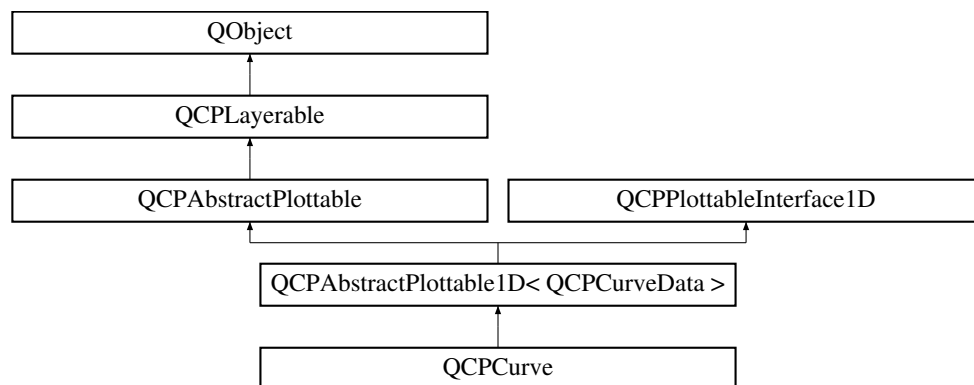 QObject
QCPLayerable
QCPAbstractPlottable
QCPPlottableInterface1D
QCPAbstractPlottable1D< QCPCurveData >
QCPCurve